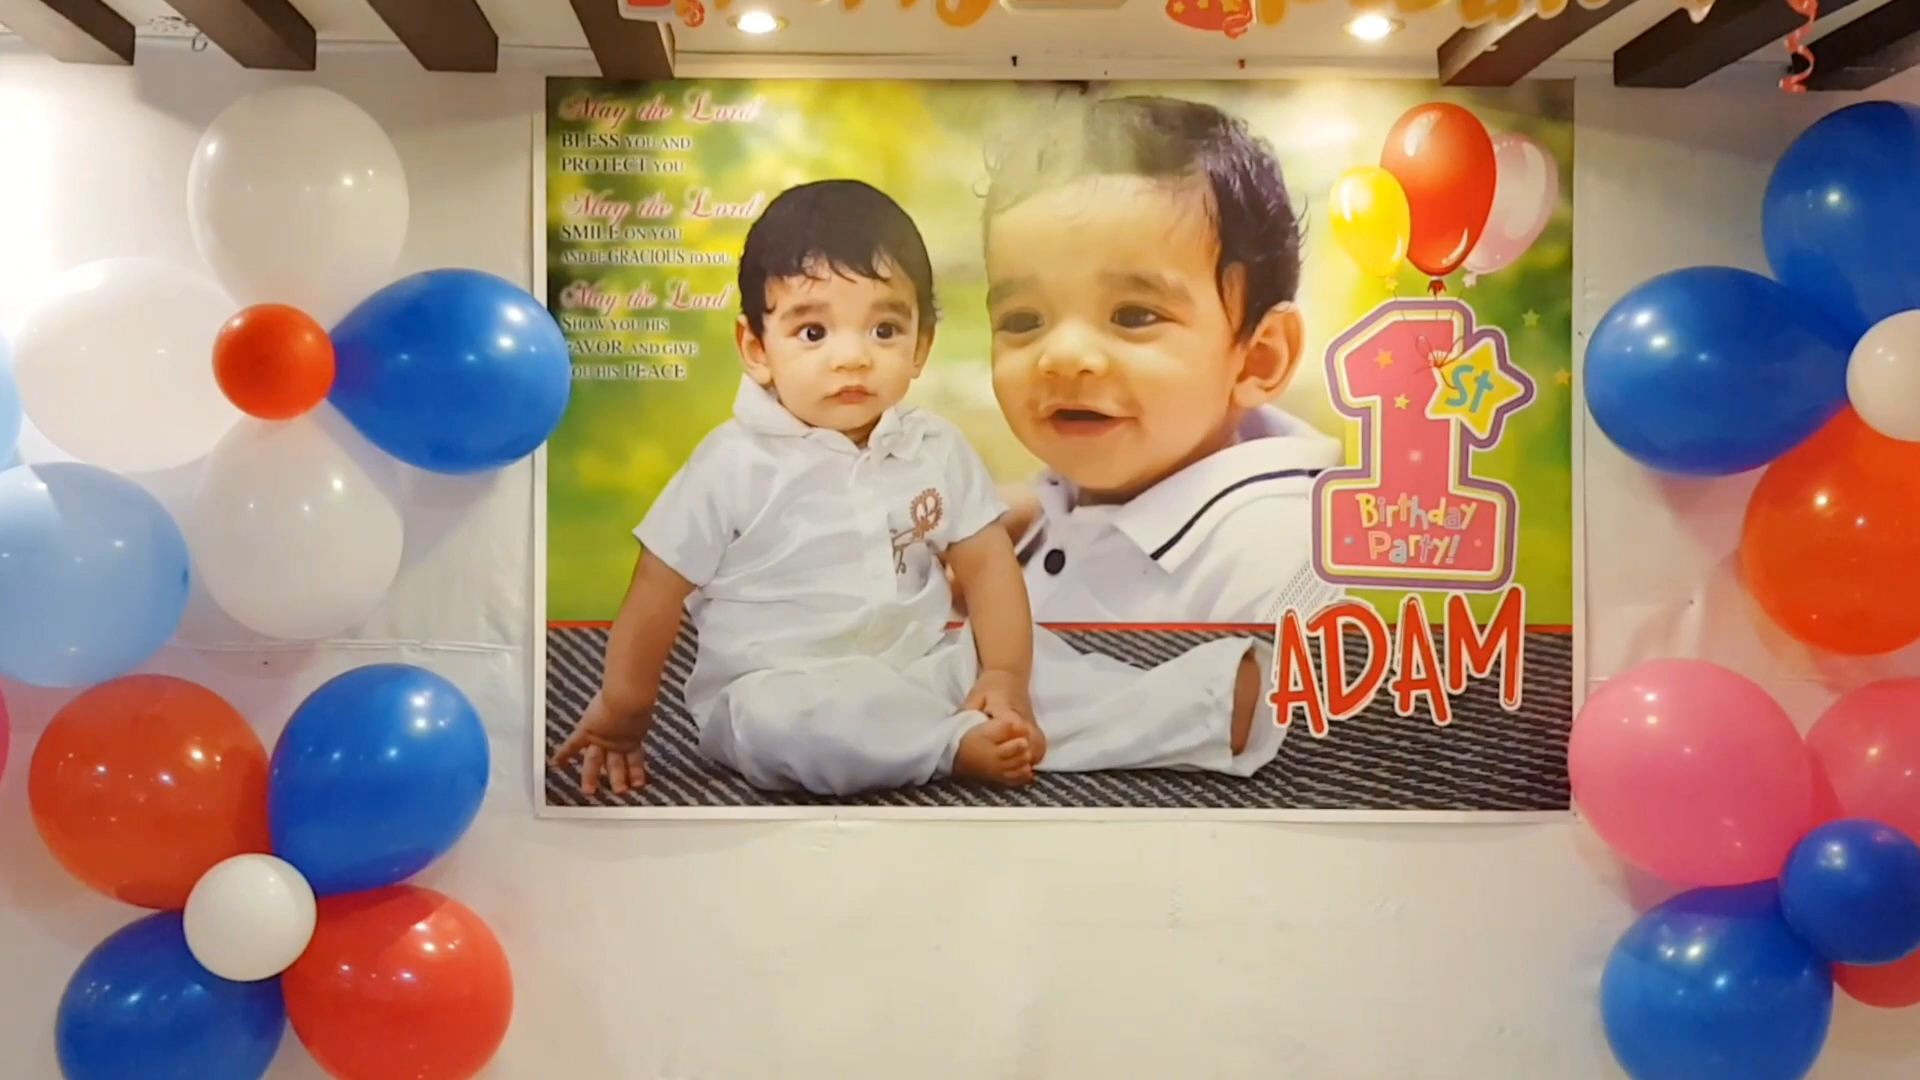 May the Lord
BLESS YOU AND
PROTECT YOU
May the Lord
SMILE ON YOU
AND BE GRACIOUS TO YOU
May the Lord
SHOW YOU HIS
FAVOR AND GIVE
YOU HIS PEACE
1st
Birthday
Party!
ADAM